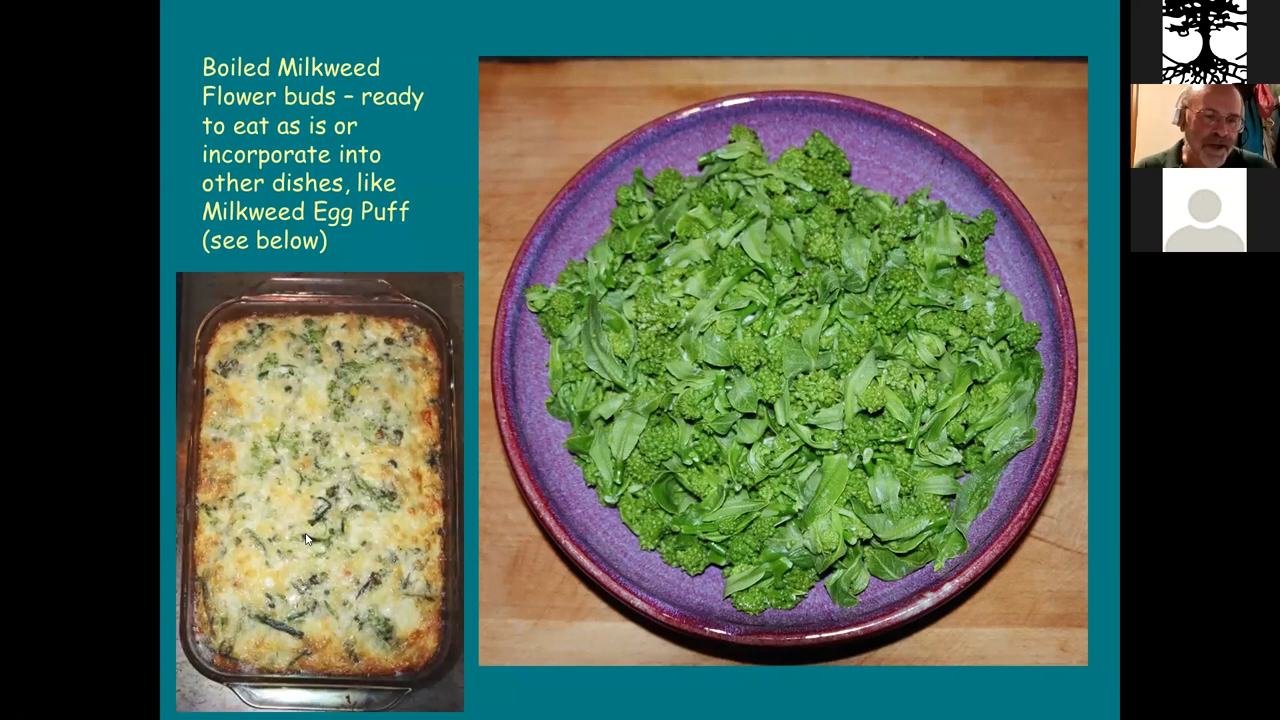 Boiled Milkweed
Flower buds – ready
to eat as is or
incorporate into
other dishes, like
Milkweed Egg Puff
(see below)